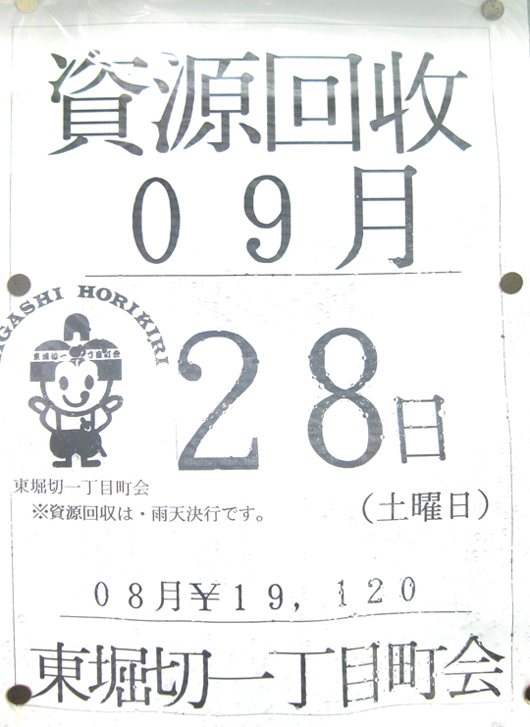 資源回収
09月
HIGASHI HORIKIRI
東堀切一丁目町会
28日
東堀切一丁目町会
※資源回収は・雨天決行です。
(土曜日)
08月¥19,120
東堀切一丁目町会